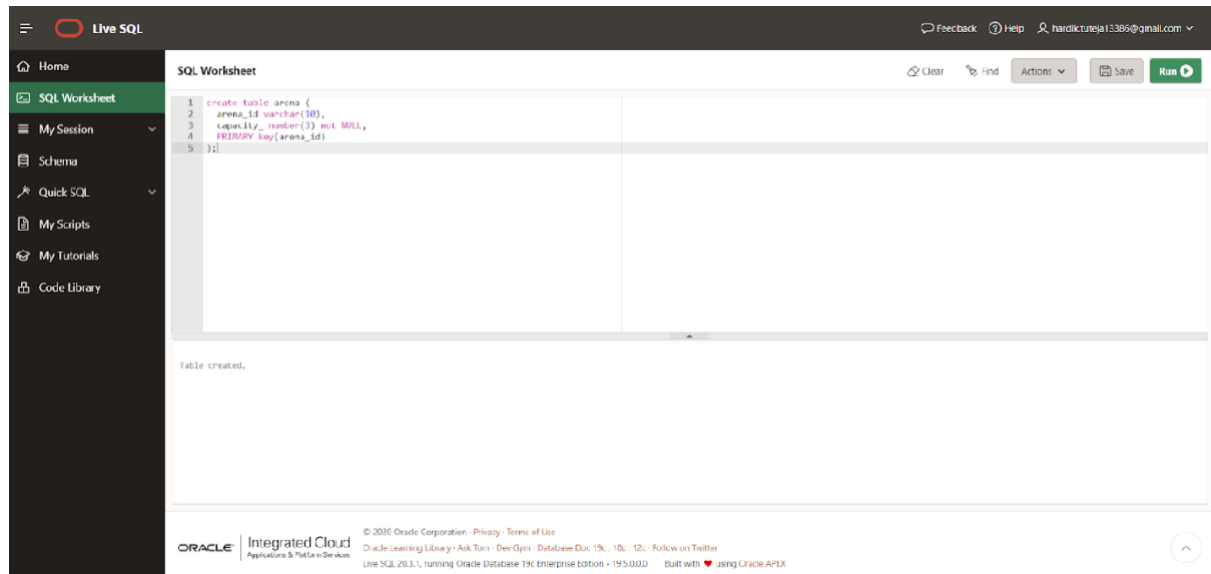 Live SQL
Feedback Help hardik.tuteja13386@gmail.com
Home
SQL Worksheet
My Session
Schema
Quick SQL
My Scripts
My Tutorials
Code Library
SQL Worksheet
Clear Find Actions Save Run
1 create table arena (
2 arena_id varchar(10),
3 capacity_ number(3) not NULL,
4 PRIMARY key(arena_id)
5 );
Table created.
ORACLE Integrated Cloud
Applications & Platform Services
© 2020 Oracle Corporation · Privacy · Terms of Use
Oracle Learning Library · Ask Tom · Dev Gym · Database Doc 19c, 18c, 12c · Follow on Twitter
Live SQL 20.3.1, running Oracle Database 19c Enterprise Edition - 19.5.0.0.0 Built with ❤ using Oracle APEX